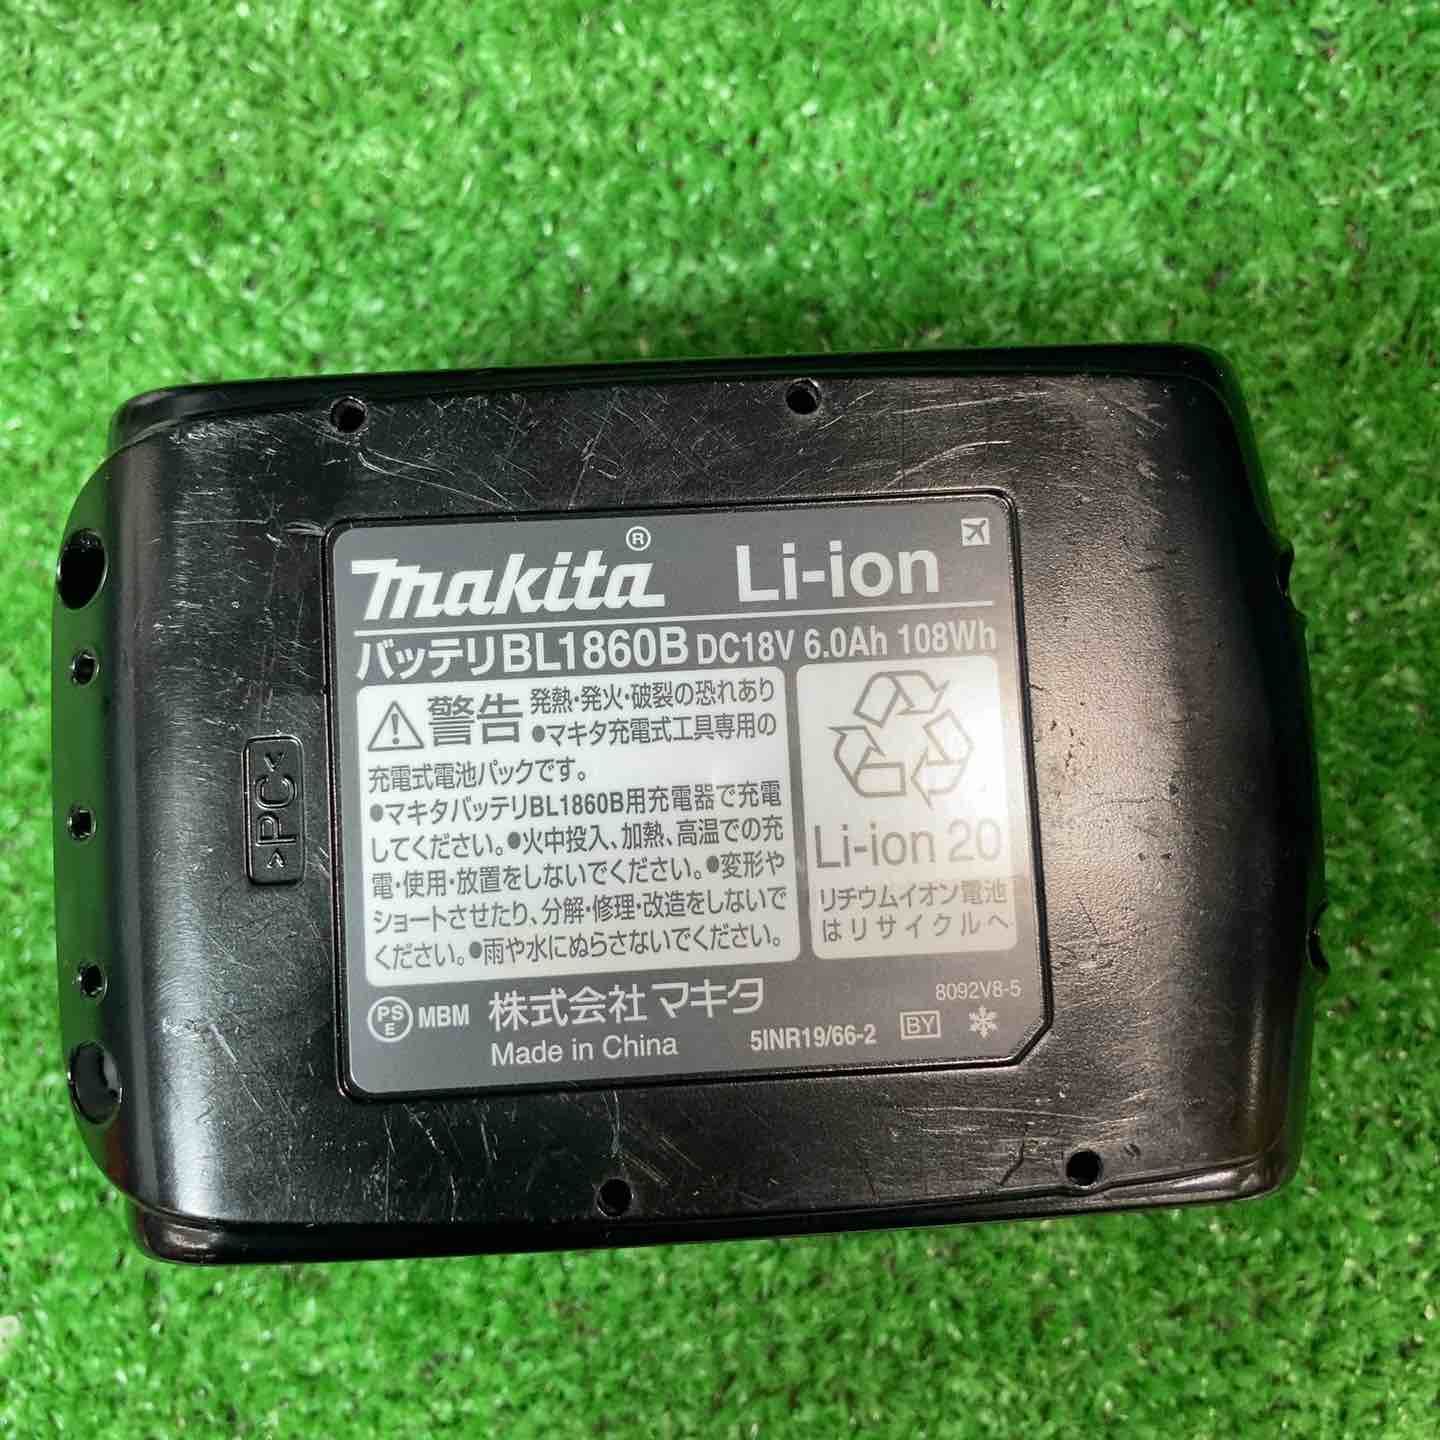 makita® Li-ion
バッテリBL1860B DC18V 6.0Ah 108Wh
警告 発熱・発火・破裂の恐れあり
●マキタ充電式工具専用の
充電式電池パックです。
●マキタバッテリBL1860B用充電器で充電
してください。●火中投入、加熱、高温での充
電・使用・放置をしないでください。●変形や
ショートさせたり、分解・修理・改造をしないで
ください。●雨や水にぬらさないでください。
Li-ion 20
リチウムイオン電池
はリサイクルへ
PS
E
MBM 株式会社マキタ
Made in China
5INR19/66-2
8092V8-5
BY
>PC<